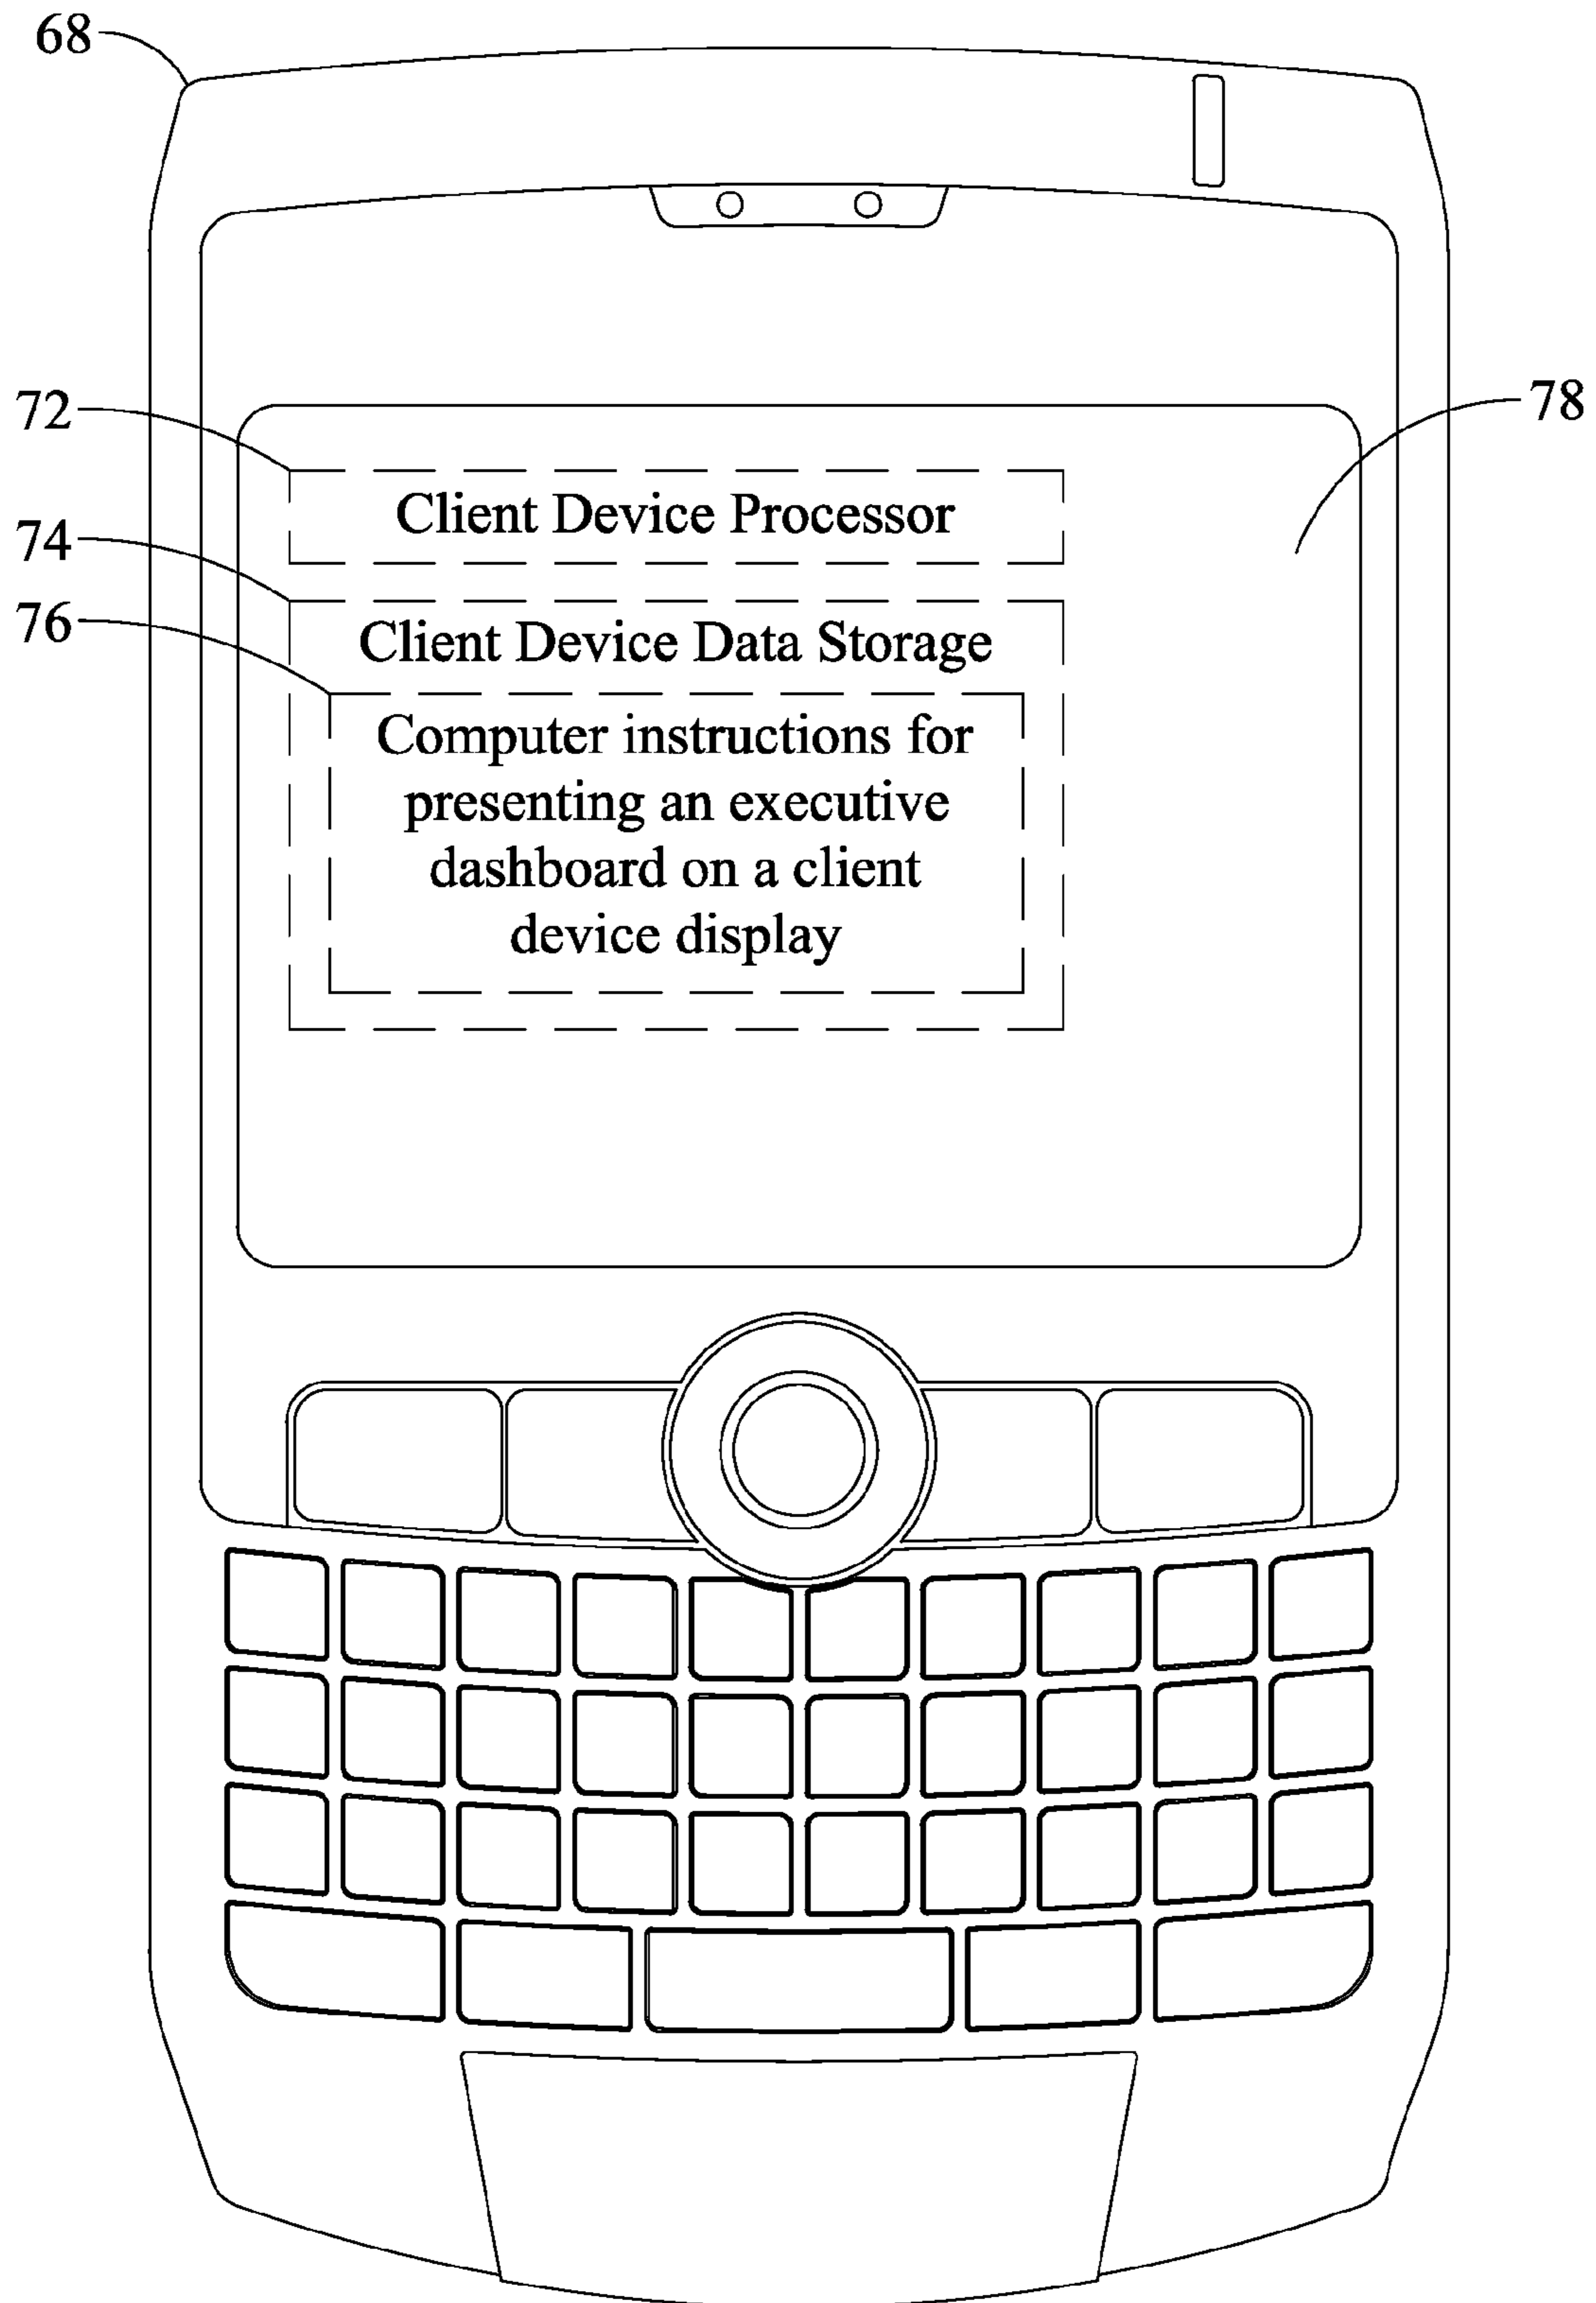 68
72
78
Client Device Processor
74
Client Device Data Storage
76
Computer instructions for
presenting an executive
dashboard on a client
device display